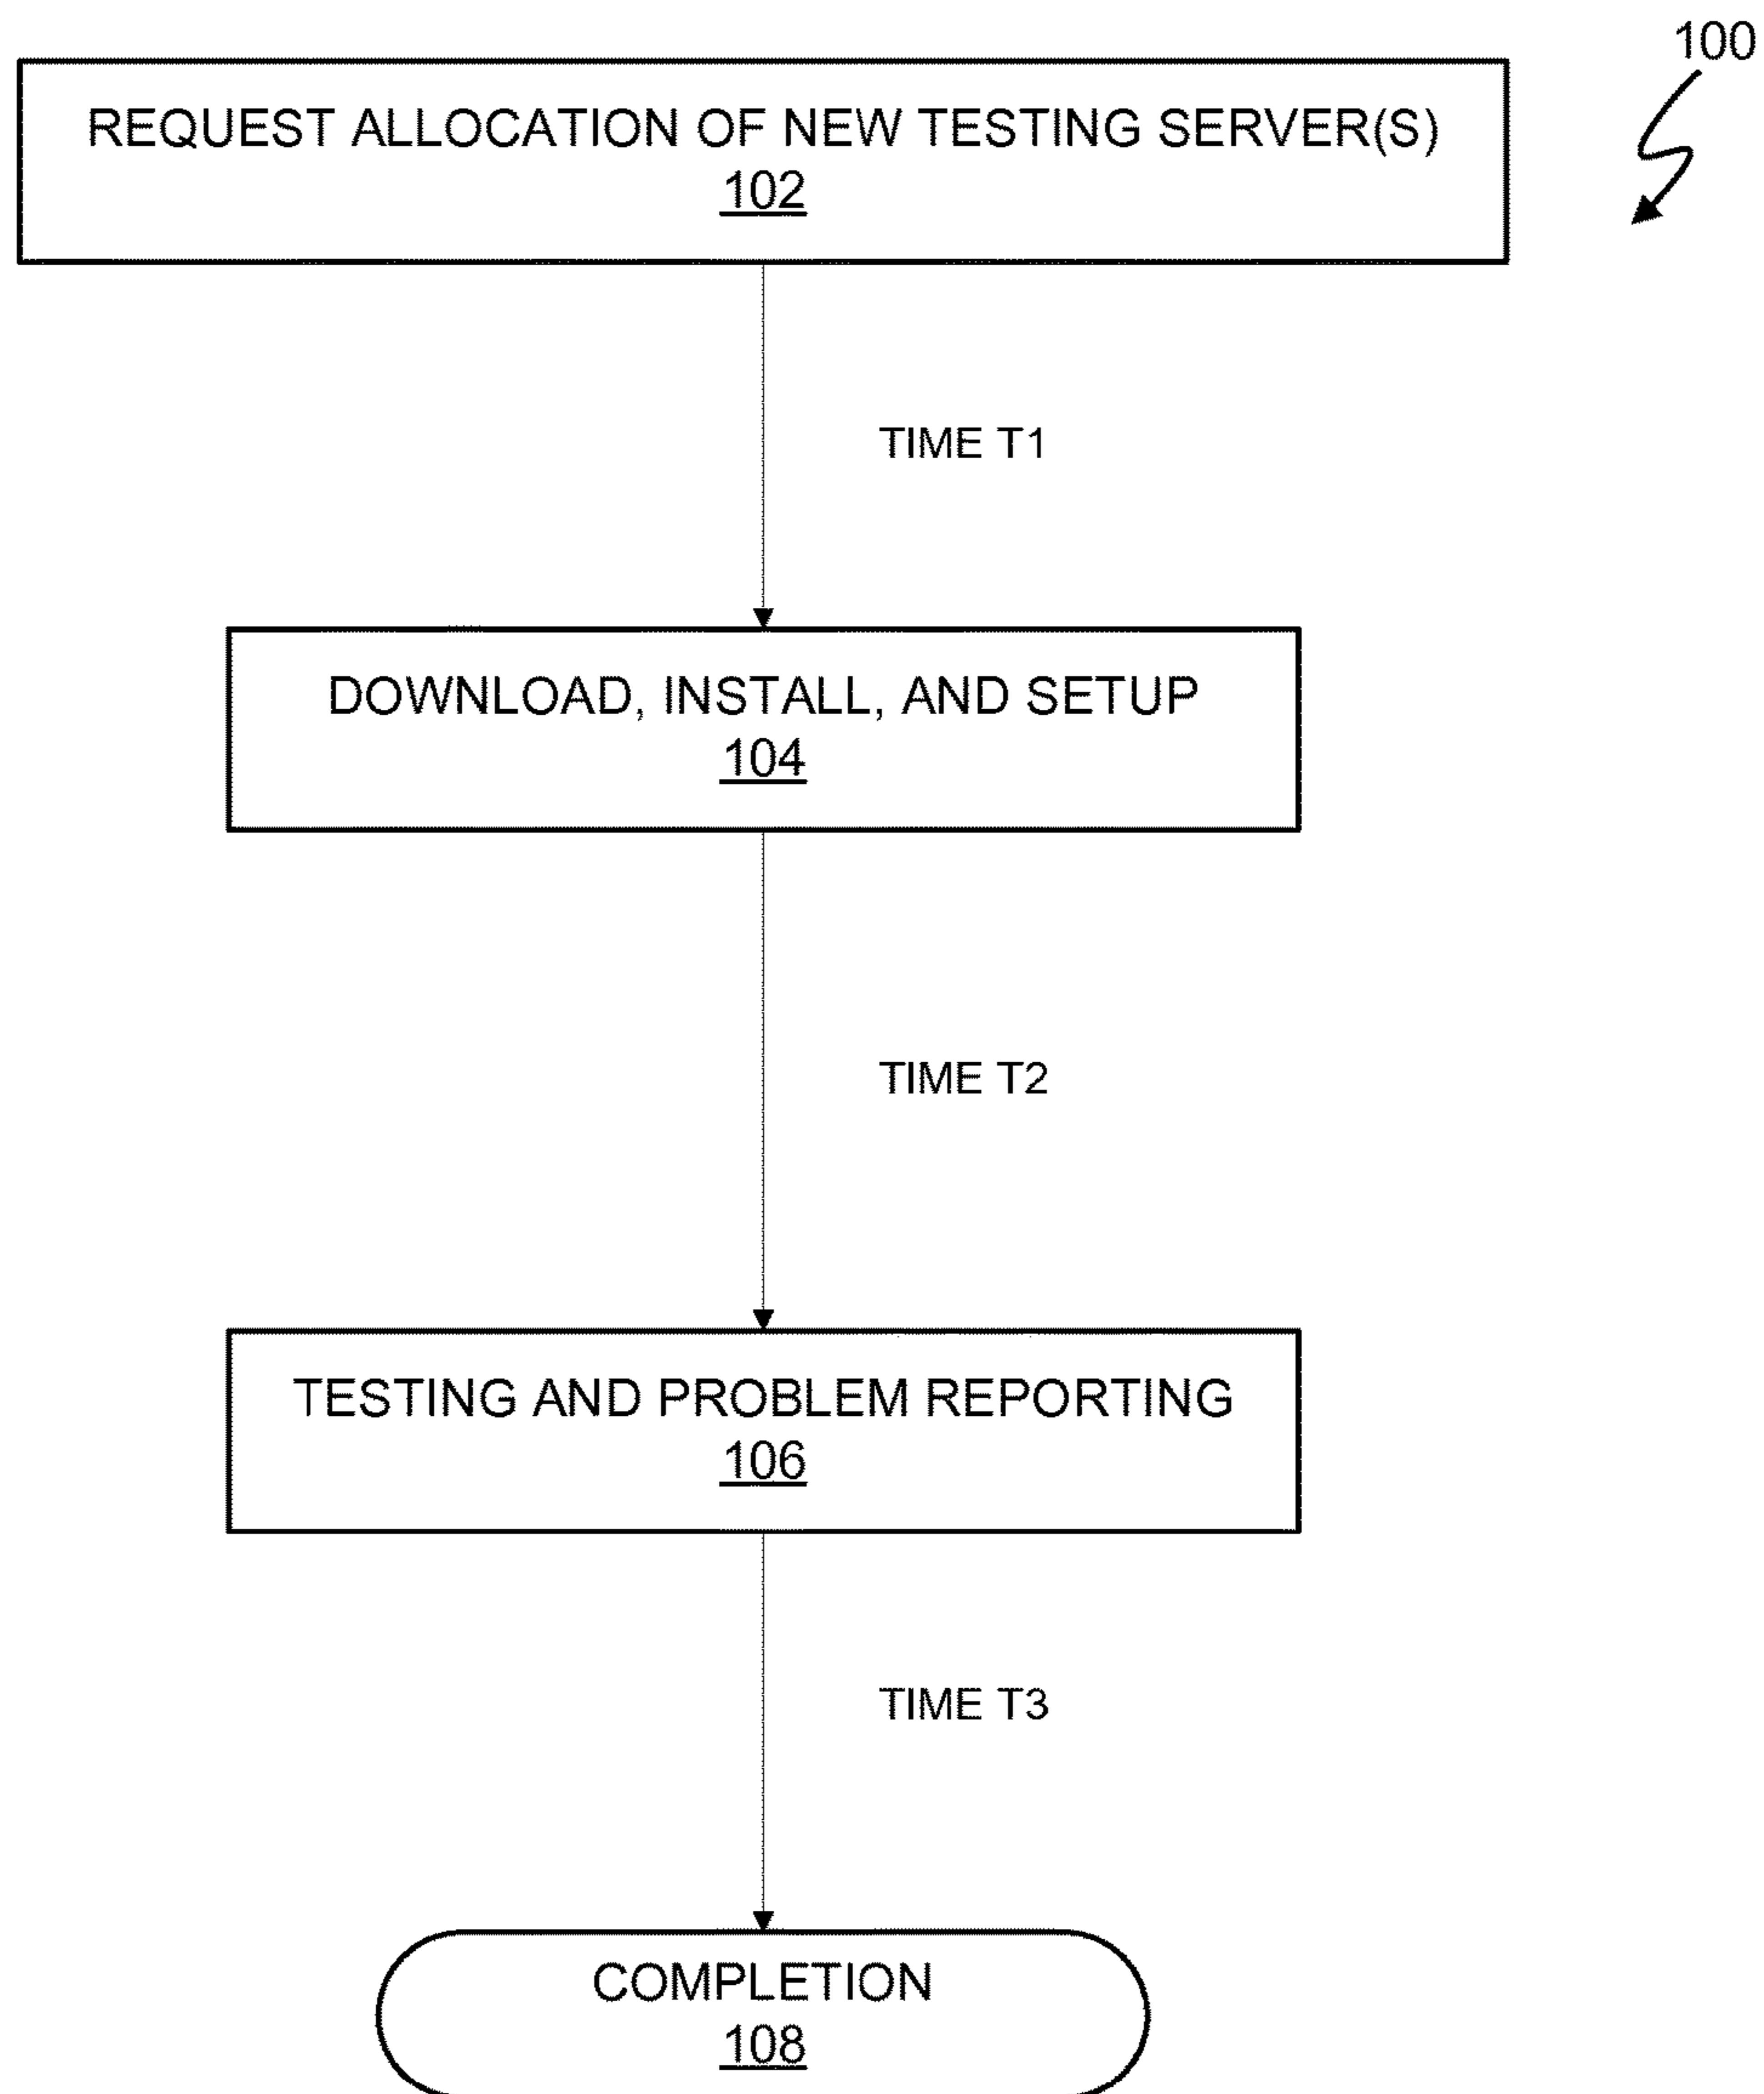 100
REQUEST ALLOCATION OF NEW TESTING SERVER(S)
102
TIME T1
DOWNLOAD, INSTALL, AND SETUP
104
TIME T2
TESTING AND PROBLEM REPORTING
106
TIME T3
COMPLETION
108